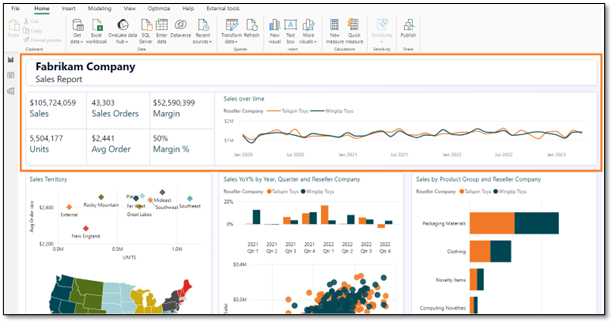 File Home Insert Modeling View Optimize Help External tools
Paste Cut Copy Format painter
Get data Excel workbook OneLake data hub SQL Server Enter data Dataverse Recent sources Transform data Refresh New visual Text box More visuals New measure Quick measure Sensitivity Publish
Clipboard Data Queries Insert Calculations Sensitivity Share
Fabrikam Company
Sales Report
$105,724,059 43,303 $52,590,399
Sales Sales Orders Margin
5,504,177 $2,441 50%
Units Avg Order Margin %
Sales over time
Reseller Company Tailspin Toys Wingtip Toys
$2M
$1M
Jan 2020 Jul 2020 Jan 2021 Jul 2021 Jan 2022 Jul 2022 Jan 2023
Sales Territory
Avg Order size
$2,400
$2,200
Rocky Mountain
Far West
Mideast
Southwest
Southeast
External
Great Lakes
New England
0.0M 0.5M 1.0M
UNITS
Sales YoY% by Year, Quarter and Reseller Company
Reseller Company Tailspin Toys Wingtip Toys
20%
0%
2021 2021 2021 2021 2022 2022 2022 2022
Qtr 1 Qtr 2 Qtr 3 Qtr 4 Qtr 1 Qtr 2 Qtr 3 Qtr 4
$0.4M
$0.3M
Sales by Product Group and Reseller Company
Reseller Company Tailspin Toys Wingtip Toys
Packaging Materials
Clothing
Novelty Items
Computing Novelties